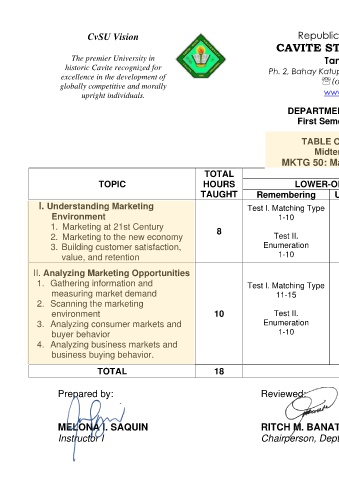 CvSU Vision
The premier University in
historic Cavite recognized for
excellence in the development of
globally competitive and morally
upright individuals.
Republic
CAVITE ST
Tan
Ph. 2, Bahay Katup
☏(0
www
DEPARTMEN
First Seme
TABLE O
Midter
MKTG 50: Ma
TOPIC
TOTAL
HOURS
TAUGHT
LOWER-O
Remembering
U
I. Understanding Marketing
Environment
1. Marketing at 21st Century
2. Marketing to the new economy
3. Building customer satisfaction,
value, and retention
8
Test I. Matching Type
1-10
Test II.
Enumeration
1-10
II. Analyzing Marketing Opportunities
1. Gathering information and
measuring market demand
2. Scanning the marketing
environment
3. Analyzing consumer markets and
buyer behavior
4. Analyzing business markets and
business buying behavior.
10
Test I. Matching Type
11-15
Test II.
Enumeration
1-10
TOTAL
18
Prepared by:
MELONA I. SAQUIN
Instructor I
Reviewed:
RITCH M. BANAT
Chairperson, Dept